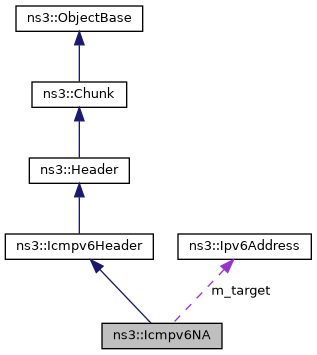 ns3::ObjectBase
ns3::Chunk
ns3::Header
ns3::Icmpv6Header
ns3::Ipv6Address
m_target
ns3::Icmpv6NA